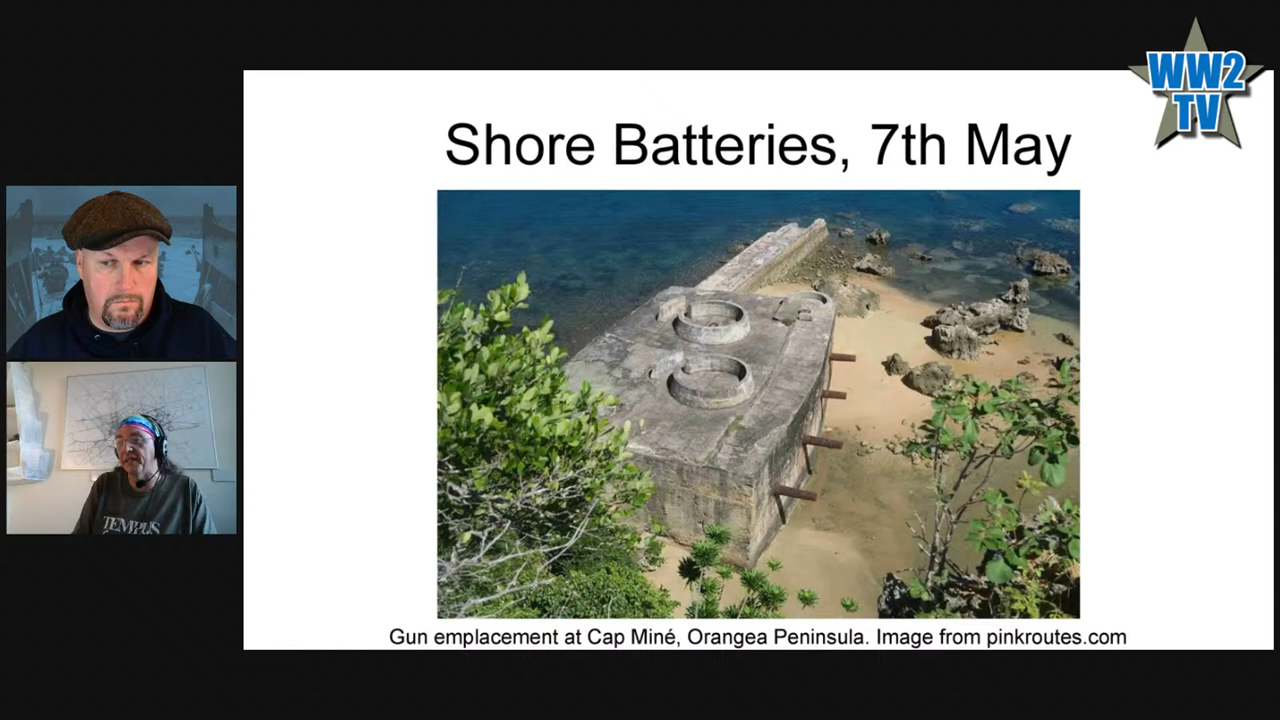 WW2
TV
Shore Batteries, 7th May
TEMPUS
Gun emplacement at Cap Miné, Orangea Peninsula. Image from pinkroutes.com